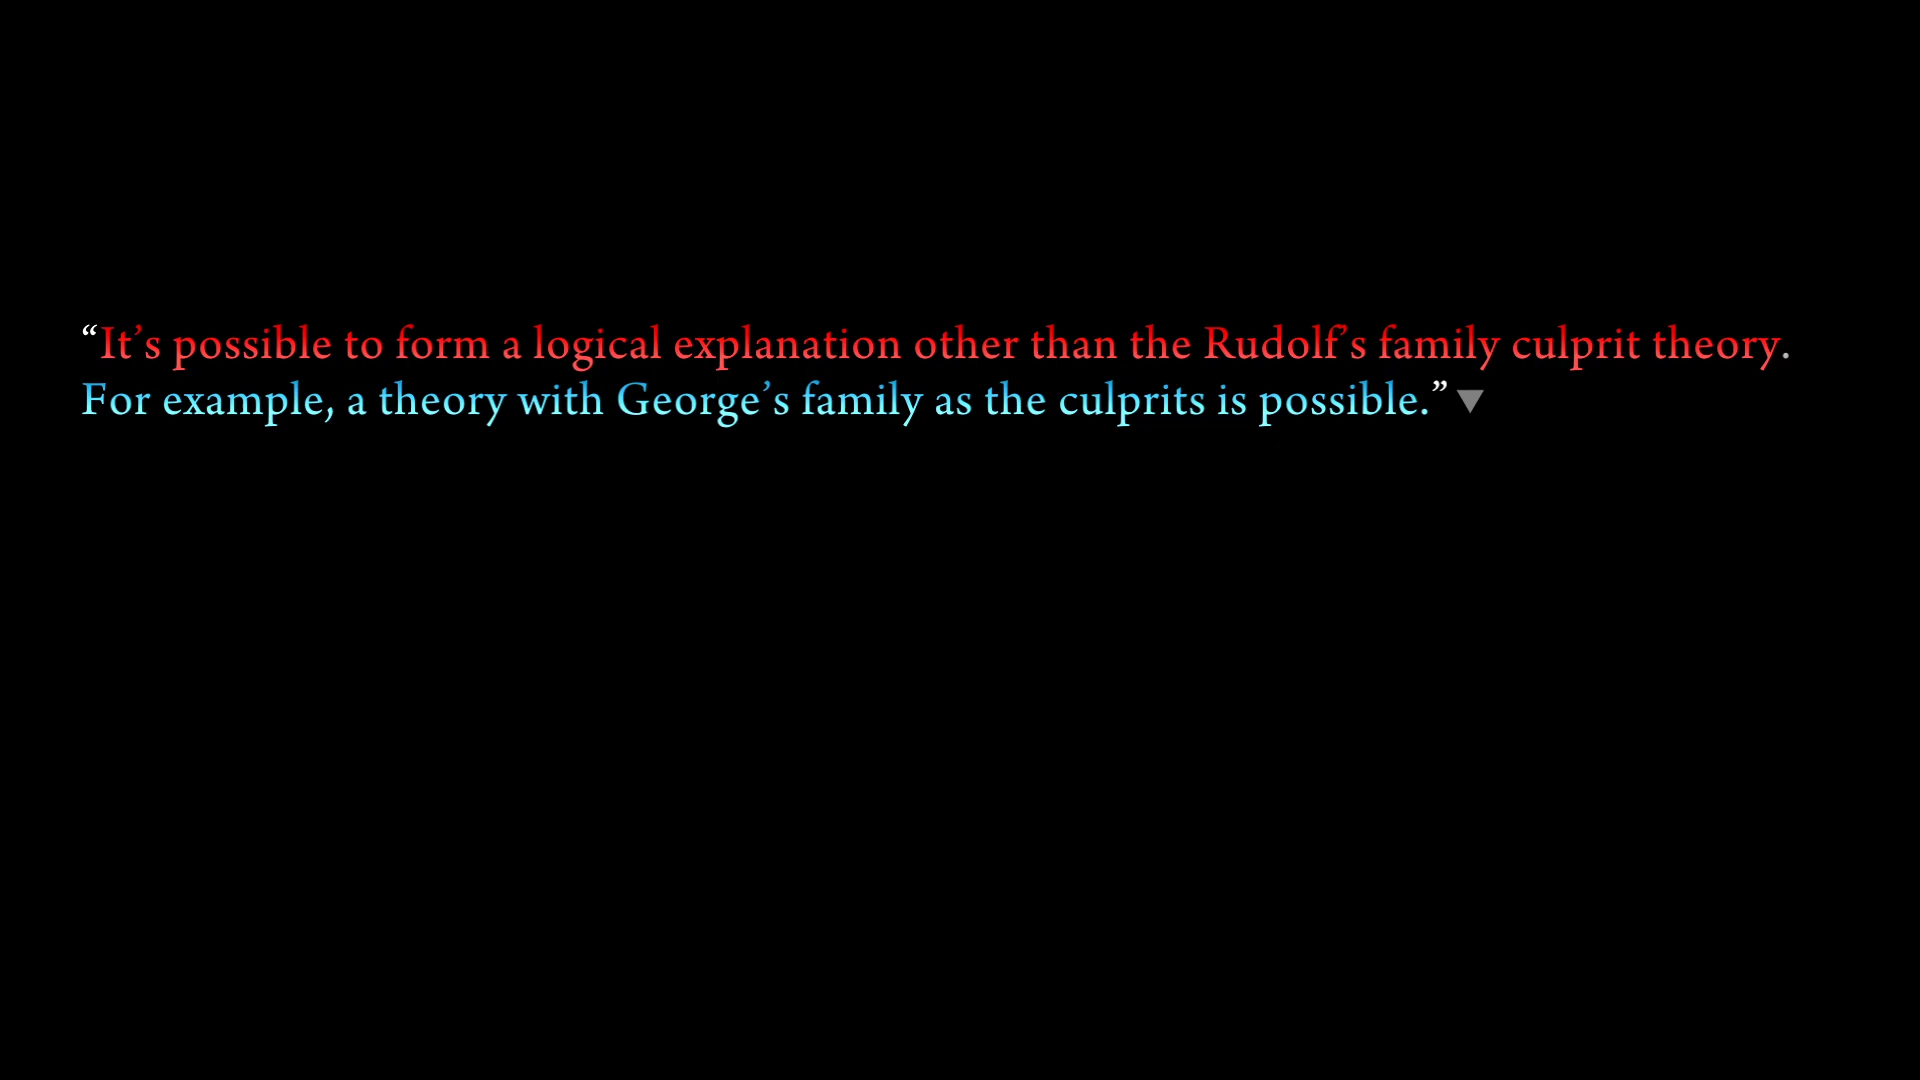 “It’s possible to form a logical explanation other than the Rudolf’s family culprit theory.
For example, a theory with George’s family as the culprits is possible.”